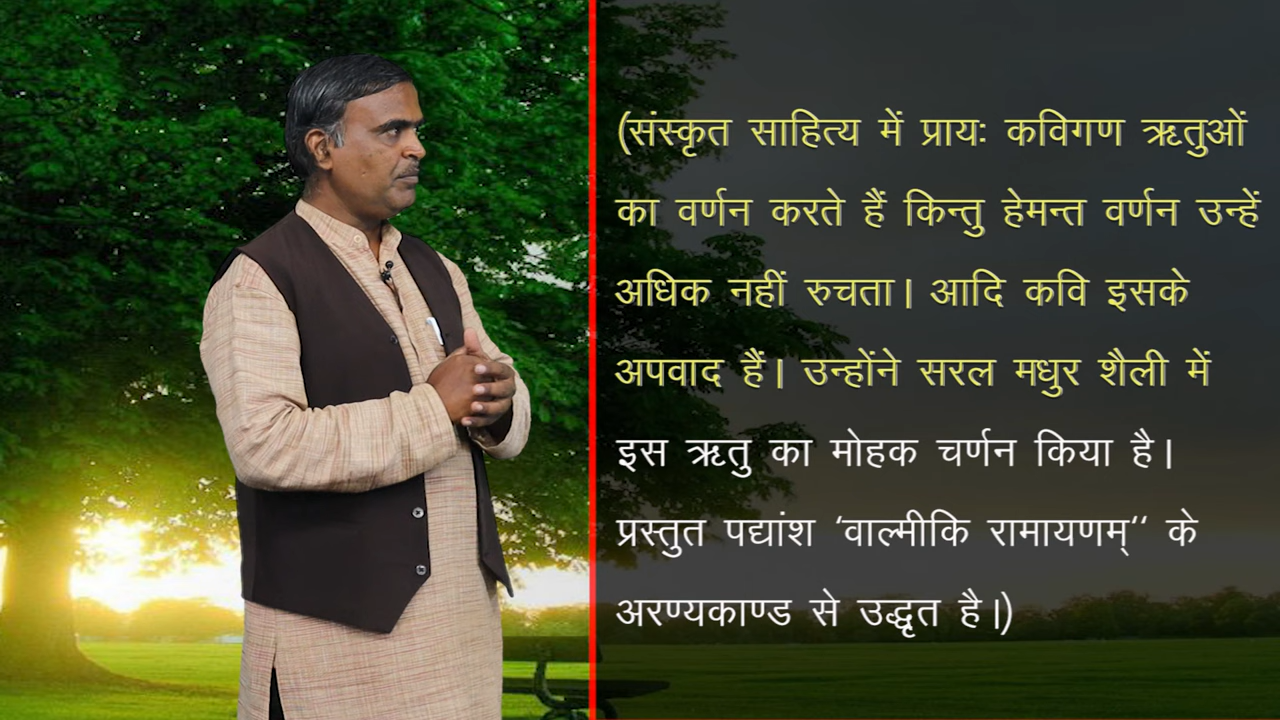 (संस्कृत साहित्य में प्रायः कविगण ऋतुओं
का वर्णन करते हैं किन्तु हेमन्त वर्णन उन्हें
अधिक नहीं रुचता। आदि कवि इसके
अपवाद हैं। उन्होंने सरल मधुर शैली में
इस ऋतु का मोहक चर्णन किया है।
प्रस्तुत पद्यांश ‘वाल्मीकि रामायणम्’’ के
अरण्यकाण्ड से उद्धृत है।)